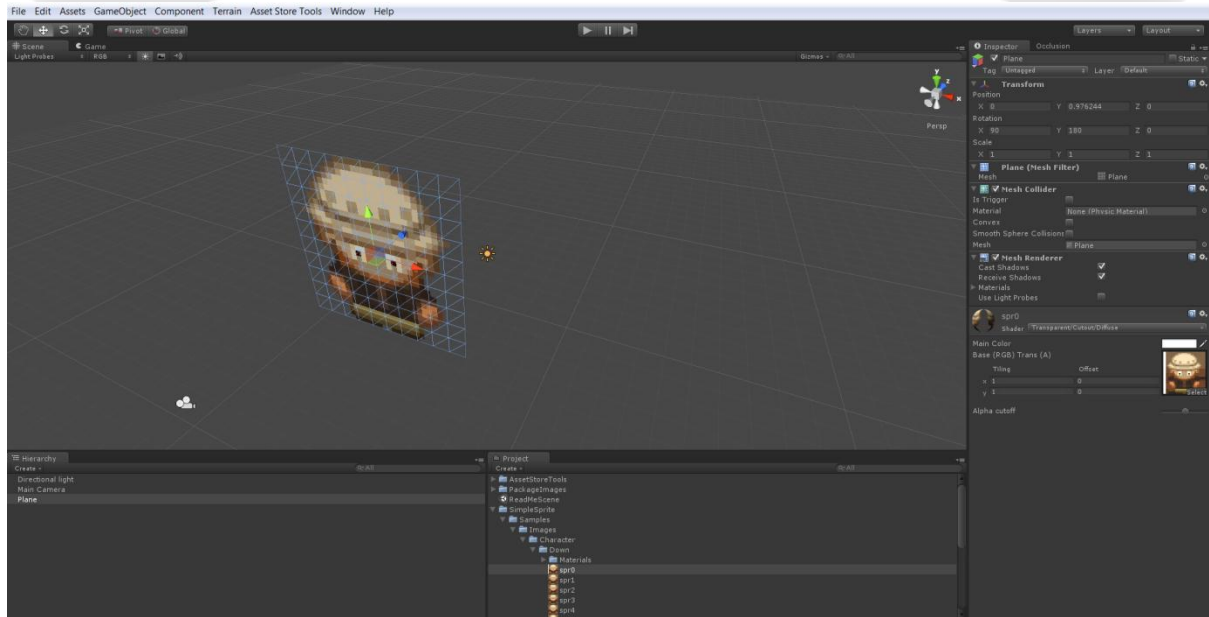 File Edit Assets GameObject Component Terrain Asset Store Tools Window Help
Pivot Global Layers Layout
Scene Game
Light Probes RGB Gizmos All
y
z
x
Persp
Inspector Occlusion
Plane Static
Tag Untagged Layer Default
Transform
Position
X 0 Y 0.976244 Z 0
Rotation
X 90 Y 180 Z 0
Scale
X 1 Y 1 Z 1
Plane (Mesh Filter)
Mesh Plane
Mesh Collider
Is Trigger
Material None (Physic Material)
Convex
Smooth Sphere Collisions
Mesh Plane
Mesh Renderer
Cast Shadows
Receive Shadows
Materials
Use Light Probes
spr0
Shader Transparent/Cutout/Diffuse
Main Color
Base (RGB) Trans (A)
Tiling Offset
x 1 0
y 1 0
Select
Alpha cutoff
Hierarchy
Create All
Directional light
Main Camera
Plane
Project
Create All
AssetStoreTools
PackageImages
ReadMeScene
SimpleSprite
Samples
Images
Character
Down
Materials
spr0
spr1
spr2
spr3
spr4